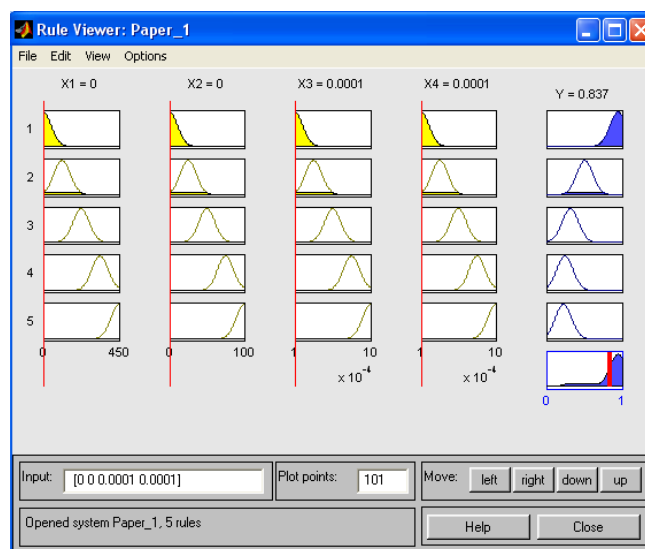 Rule Viewer: Paper_1
File Edit View Options
X1 = 0 X2 = 0 X3 = 0.0001 X4 = 0.0001 Y = 0.837
1
2
3
4
5
0 450 0 100 1 10 1 10
x 10^-4 x 10^-4
0 1
Input: [0 0 0.0001 0.0001] Plot points: 101 Move: left right down up
Opened system Paper_1, 5 rules Help Close